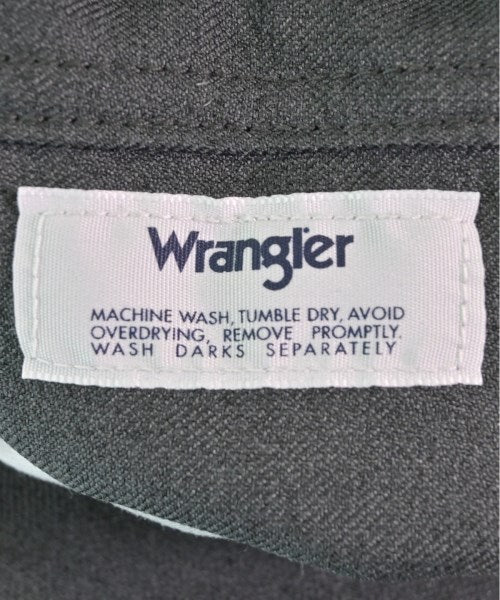 Wrangler
MACHINE WASH, TUMBLE DRY, AVOID
OVERDRYING, REMOVE PROMPTLY.
WASH DARKS SEPARATELY